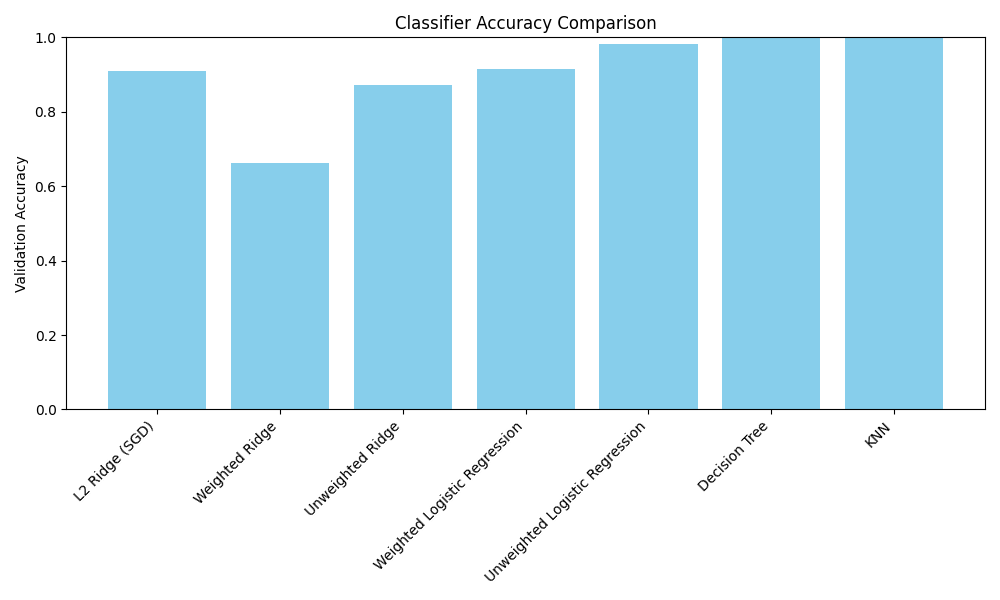 Classifier Accuracy Comparison
Validation Accuracy
1.0
0.8
0.6
0.4
0.2
0.0
L2 Ridge (SGD)
Weighted Ridge
Unweighted Ridge
Weighted Logistic Regression
Unweighted Logistic Regression
Decision Tree
KNN